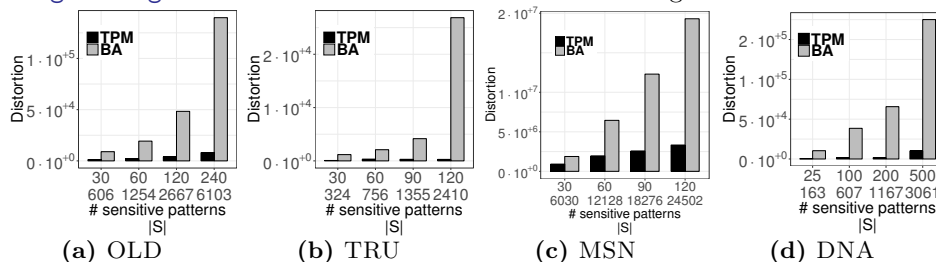 TPM
BA
Distortion
1 · 10⁺⁵
5 · 10⁺⁴
0 · 10⁺⁰
30 60 120 240
606 1254 2667 6103
# sensitive patterns
|S|
(a) OLD
TPM
BA
Distortion
2 · 10⁺⁴
1 · 10⁺⁴
0 · 10⁺⁰
30 60 90 120
324 756 1355 2410
# sensitive patterns
|S|
(b) TRU
TPM
BA
Distortion
2 · 10⁺⁷
1 · 10⁺⁷
5 · 10⁺⁶
0 · 10⁺⁰
30 60 90 120
6030 12128 18276 24502
# sensitive patterns
|S|
(c) MSN
TPM
BA
Distortion
2 · 10⁺⁵
1 · 10⁺⁵
5 · 10⁺⁴
0 · 10⁺⁰
25 100 200 500
163 607 1167 3061
# sensitive patterns
|S|
(d) DNA